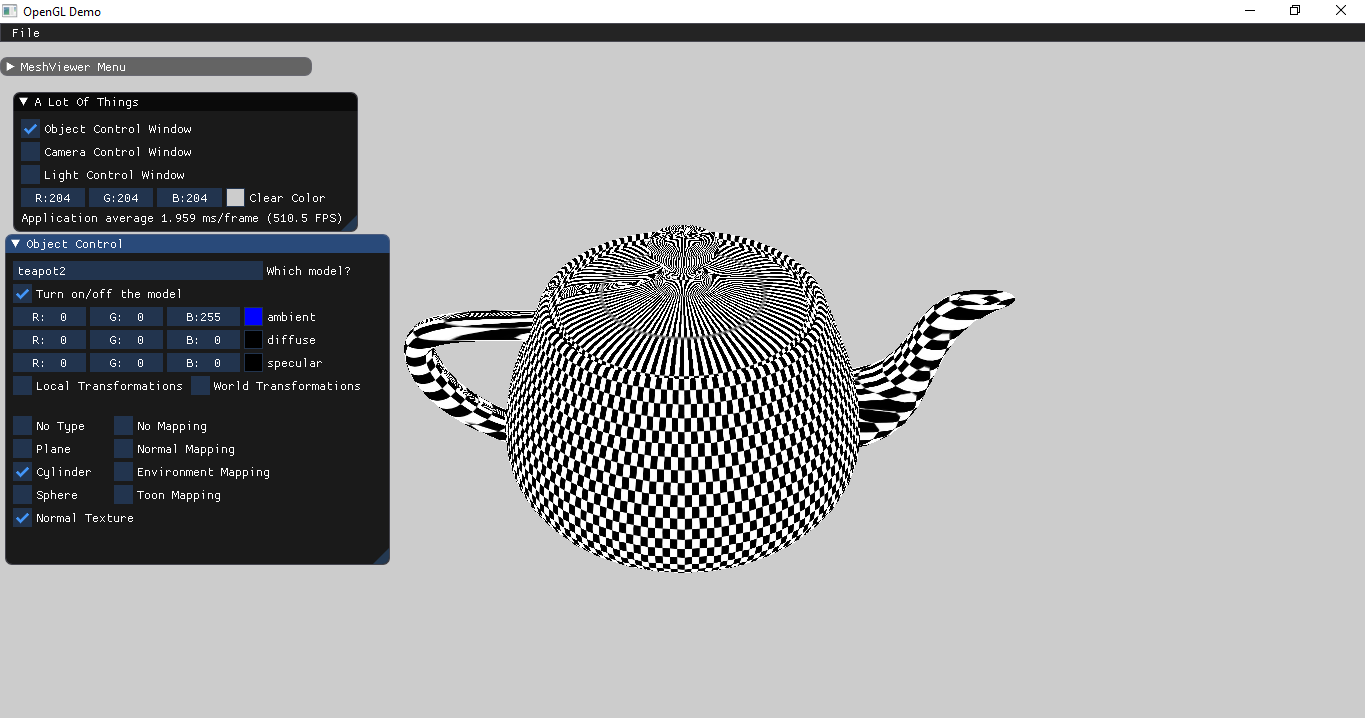 OpenGL Demo
File
MeshViewer Menu
A Lot Of Things
Object Control Window
Camera Control Window
Light Control Window
R:204 G:204 B:204 Clear Color
Application average 1.959 ms/frame (510.5 FPS)
Object Control
teapot2 Which model?
Turn on/off the model
R: 0 G: 0 B:255 ambient
R: 0 G: 0 B: 0 diffuse
R: 0 G: 0 B: 0 specular
Local Transformations World Transformations
No Type No Mapping
Plane Normal Mapping
Cylinder Environment Mapping
Sphere Toon Mapping
Normal Texture